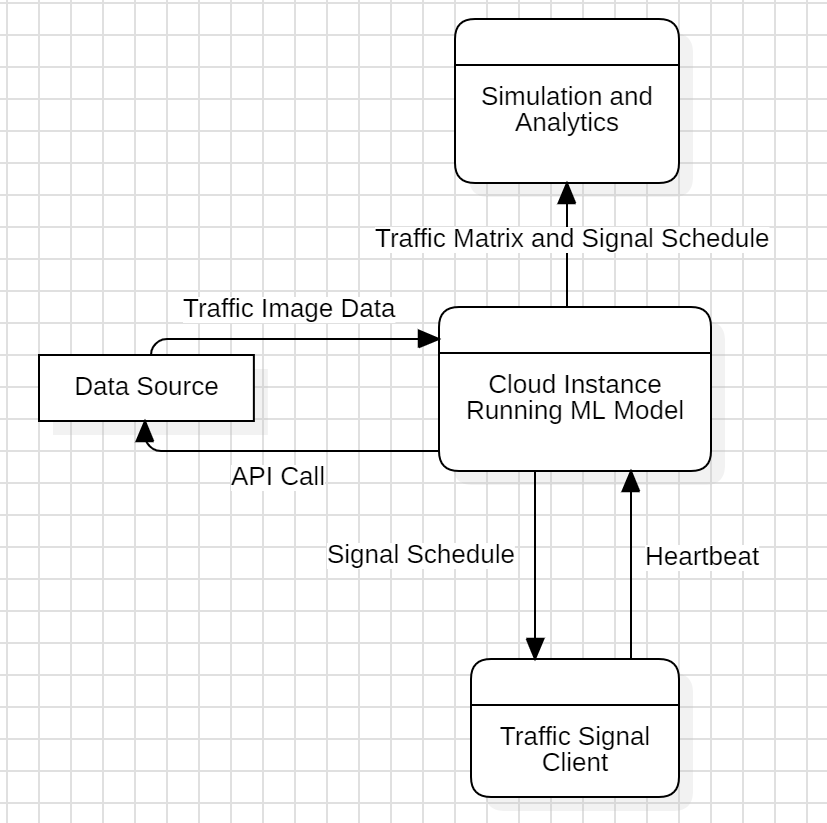 Simulation and
Analytics
Traffic Matrix and Signal Schedule
Traffic Image Data
Data Source
Cloud Instance
Running ML Model
API Call
Signal Schedule
Heartbeat
Traffic Signal
Client